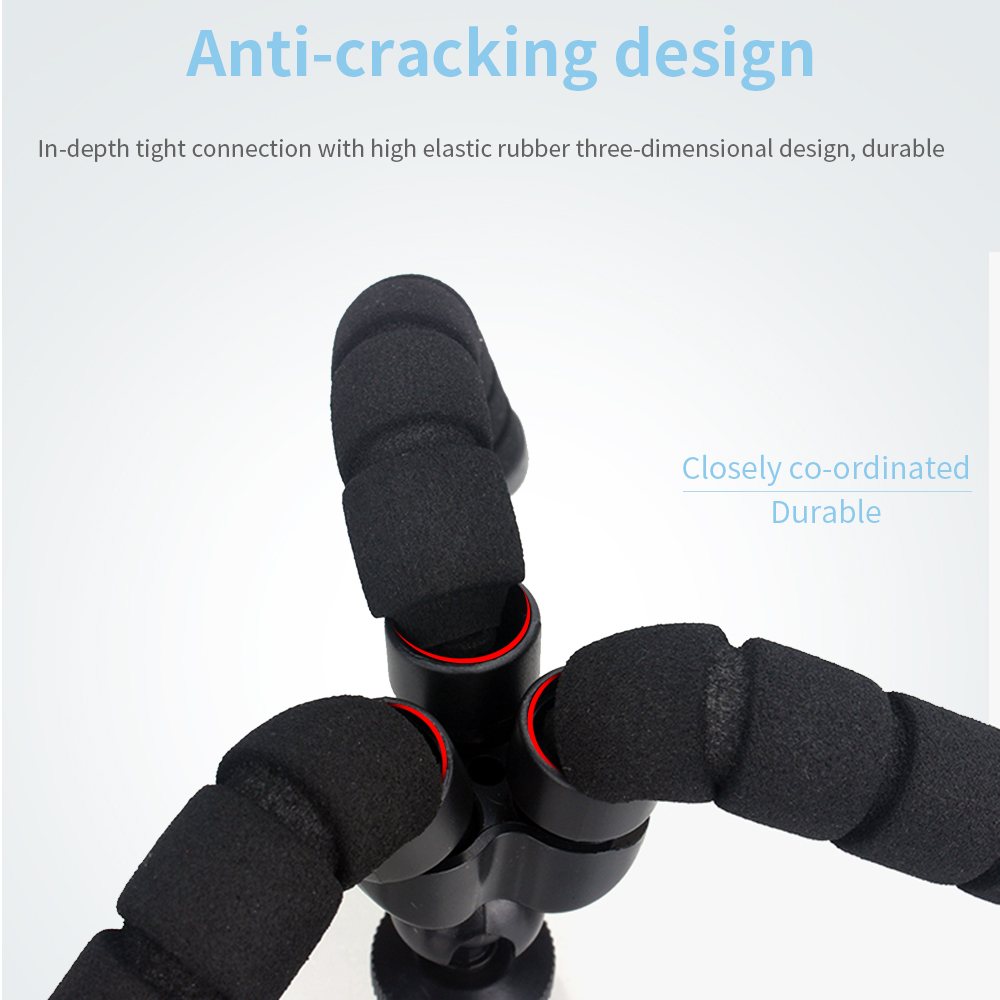 Anti-cracking design
In-depth tight connection with high elastic rubber three-dimensional design, durable
Closely co-ordinated
Durable